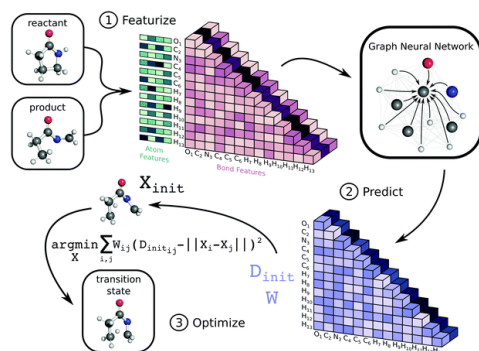 reactant
product
1 Featurize
O1
C2
N3
C4
C5
C6
H7
H8
H9
H10
H11
H12
H13
Atom
Features
O1 C2 N3 C4 C5 C6 H7 H8 H9 H10 H11 H12 H13
Bond Features
Graph Neural Network
2 Predict
O1
C2
N3
C4
C5
C6
H7
H8
H9
H10
H11
H12
H13
Xinit
argmin ∑ Wij(Dinitij-||Xi-Xj||)²
X i,j
Dinit
W
transition
state
3 Optimize